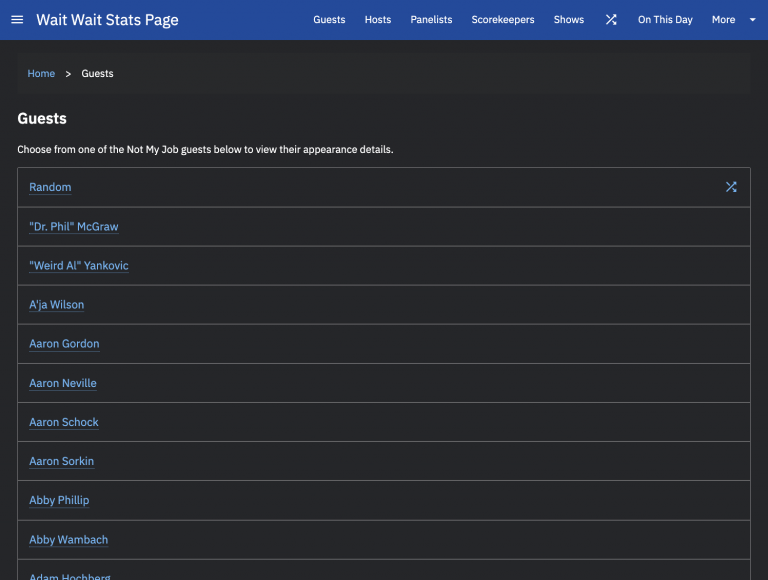 Wait Wait Stats Page Guests Hosts Panelists Scorekeepers Shows On This Day More
Home > Guests
Guests
Choose from one of the Not My Job guests below to view their appearance details.
Random
"Dr. Phil" McGraw
"Weird Al" Yankovic
A'ja Wilson
Aaron Gordon
Aaron Neville
Aaron Schock
Aaron Sorkin
Abby Phillip
Abby Wambach
Adam Hochberg